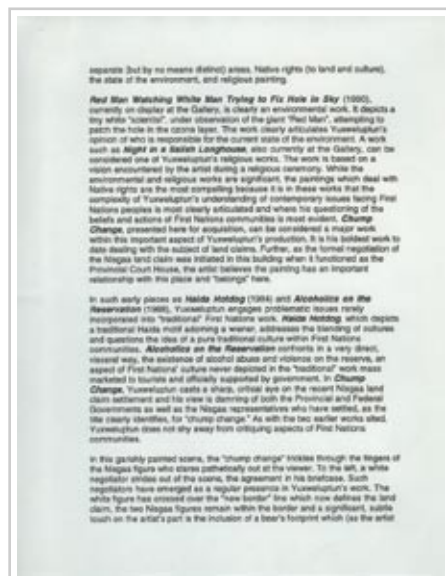 separate (but by no means distinct) areas, Native rights (to land and culture),
the state of the environment, and religious painting.
Red Man Watching White Man Trying to Fix Hole in Sky (1990),
currently on display at the Gallery, is clearly an environmental work. It depicts a
tiny white "scientist", under observation of the giant "Red Man", attempting to
patch the hole in the ozone layer. The work clearly articulates Yuxweluptun's
opinion of who is responsible for the current state of the environment. A work
such as Night in a Salish Longhouse, also currently at the Gallery, can be
considered one of Yuxweluptun's religious works. The work is based on a
vision encountered by the artist during a religious ceremony. While the
environmental and religious works are significant, the paintings which deal with
Native rights are the most compelling because it is in these works that the
complexity of Yuxweluptun's understanding of contemporary issues facing First
Nations peoples is most clearly articulated and where his questioning of the
beliefs and actions of First Nations communities is most evident. Chump
Change, presented here for acquisition, can be considered a major work
within this important aspect of Yuxweluptun's production. It is his boldest work to
date dealing with the subject of land claims. Further, as the formal negotiation of
the Nisgaa land claim was initiated in this building when it functioned as the
Provincial Court House, the artist believes the painting has an important
relationship with this place and "belongs" here.
In such early pieces as Haida Hotdog (1984) and Alcoholics on the
Reservation (1988), Yuxweluptun engages problematic issues rarely
incorporated into "traditional" First Nations work. Haida Hotdog, which depicts
a traditional Haida motif adorning a wiener, addresses the blending of cultures
and questions the idea of a pure traditional culture within First Nations
communities. Alcoholics on the Reservation confronts in a very direct,
visceral way, the existence of alcohol abuse and violence on the reserve, an
aspect of First Nations' culture never depicted in the "traditional" work mass
marketed to tourists and officially supported by government. In Chump
Change, Yuxweluptun casts a sharp, critical eye on the recent Nisgaa land
claim settlement and his view is damning of both the Provincial and Federal
Governments as well as the Nisgaa representatives who have settled, as the
title clearly identifies, for "chump change." As with the two earlier works sited,
Yuxweluptun does not shy away from critiquing aspects of First Nations
communities.
In this garishly painted scene, the "chump change" trickles through the fingers of
the Nisgaa figure who stares pathetically out at the viewer. To the left, a white
negotiator strides out of the scene, the agreement in his briefcase. Such
negotiators have emerged as a regular presence in Yuxweluptun's work. The
white figure has crossed over the "new border" line which now defines the land
claim, the two Nisgaa figures remain within the border and a significant, subtle
touch on the artist's part is the inclusion of a bear's footprint which (as the artist